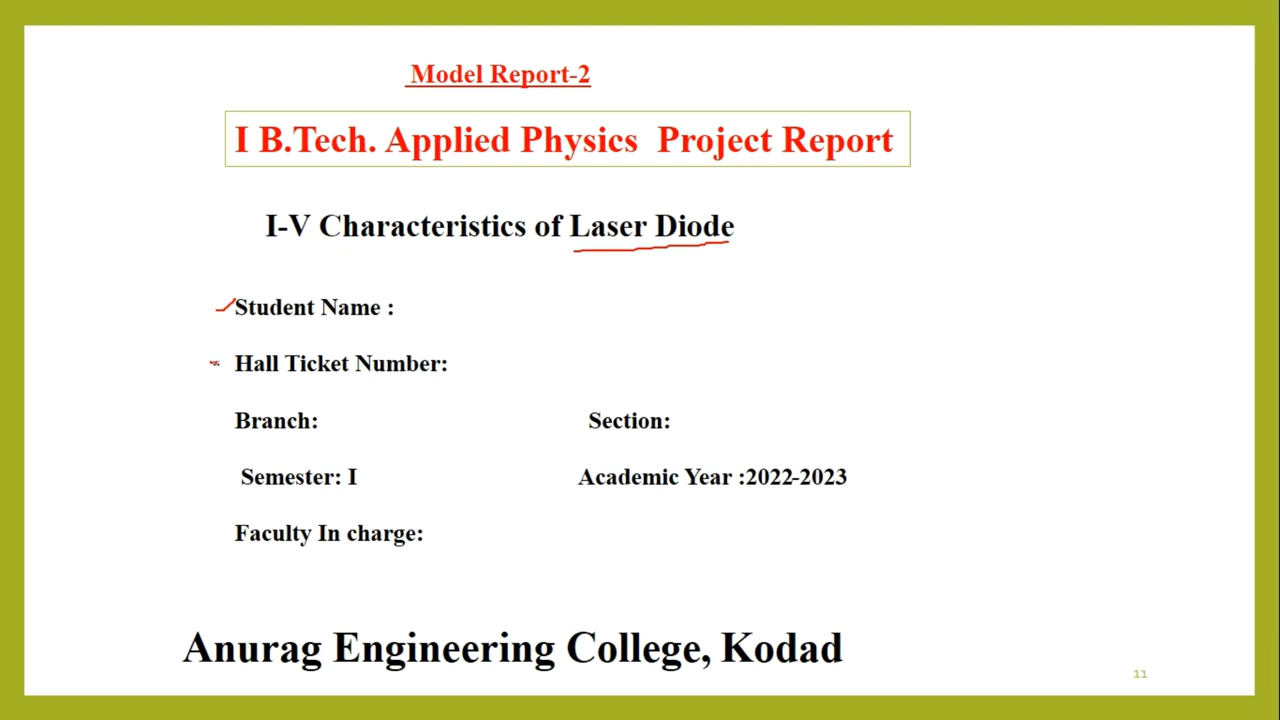 Model Report-2
I B.Tech. Applied Physics Project Report
I-V Characteristics of Laser Diode
Student Name :
Hall Ticket Number:
Branch: Section:
Semester: I Academic Year :2022-2023
Faculty In charge:
Anurag Engineering College, Kodad
11